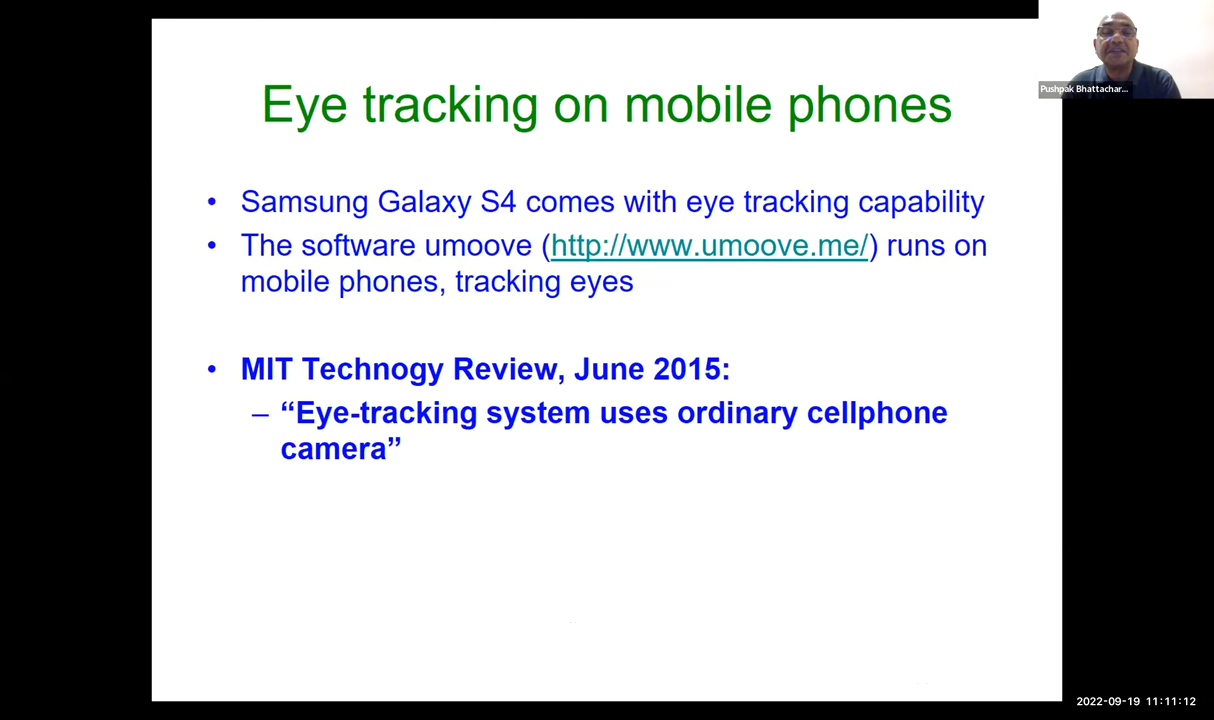 Eye tracking on mobile phones
Pushpak Bhattachar...
• Samsung Galaxy S4 comes with eye tracking capability
• The software umoove (http://www.umoove.me/) runs on
mobile phones, tracking eyes
• MIT Technogy Review, June 2015:
– “Eye-tracking system uses ordinary cellphone
camera”
2022-09-19 11:11:12